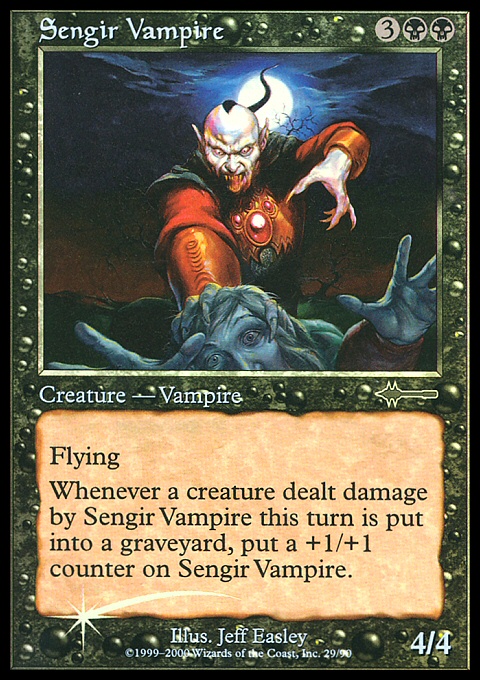 Sengir Vampire 3
Creature — Vampire
Flying
Whenever a creature dealt damage
by Sengir Vampire this turn is put
into a graveyard, put a +1/+1
counter on Sengir Vampire.
Illus. Jeff Easley
©1999–2000 Wizards of the Coast, Inc. 29/90
4/4